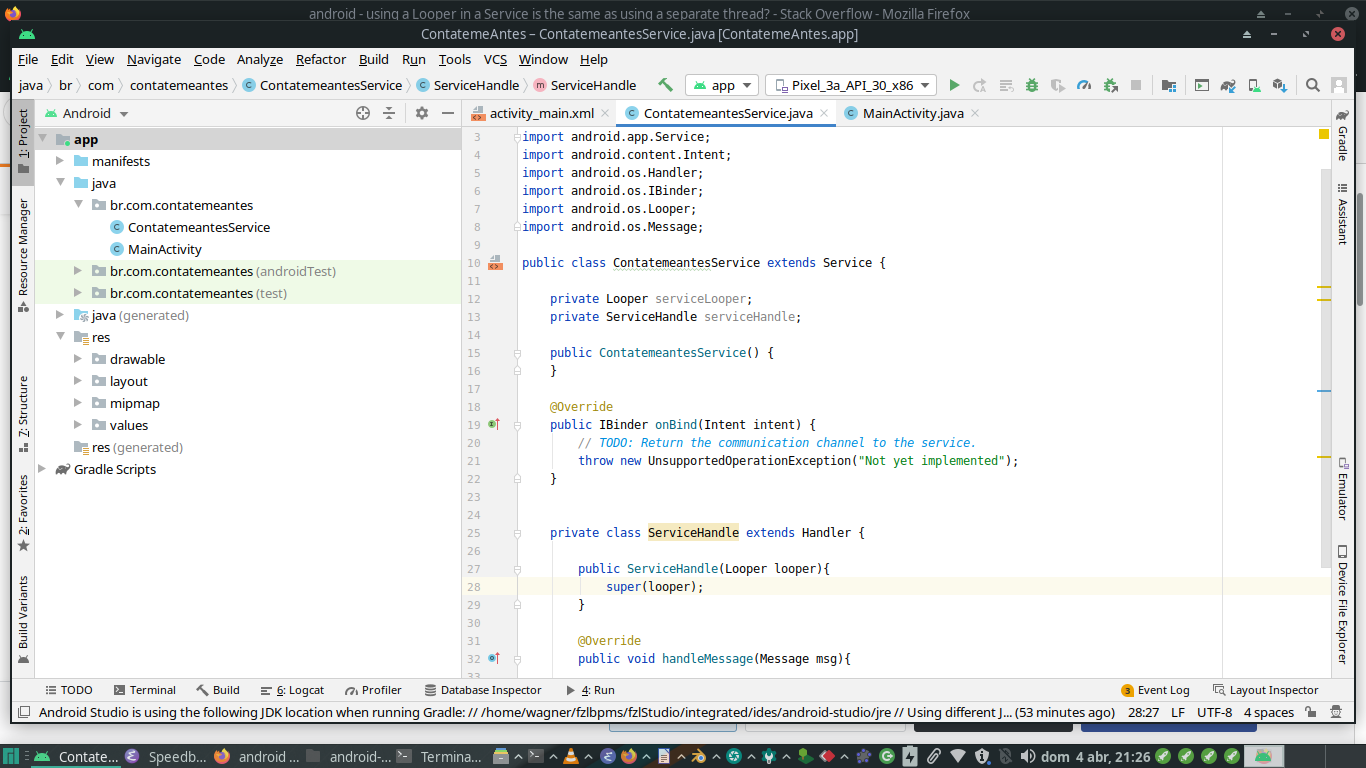 android - using a Looper in a Service is the same as using a separate thread? - Stack Overflow - Mozilla Firefox
ContatemeAntes – ContatemeantesService.java [ContatemeAntes.app]
File Edit View Navigate Code Analyze Refactor Build Run Tools VCS Window Help
java br com contatemeantes ContatemeantesService ServiceHandle ServiceHandle app Pixel_3a_API_30_x86
Android
activity_main.xml ContatemeantesService.java MainActivity.java
1: Project
Resource Manager
7: Structure
2: Favorites
Build Variants
app
manifests
java
br.com.contatemeantes
ContatemeantesService
MainActivity
br.com.contatemeantes (androidTest)
br.com.contatemeantes (test)
java (generated)
res
drawable
layout
mipmap
values
res (generated)
Gradle Scripts
3 import android.app.Service;
4 import android.content.Intent;
5 import android.os.Handler;
6 import android.os.IBinder;
7 import android.os.Looper;
8 import android.os.Message;
9
10 public class ContatemeantesService extends Service {
11
12 private Looper serviceLooper;
13 private ServiceHandle serviceHandle;
14
15 public ContatemeantesService() {
16 }
17
18 @Override
19 public IBinder onBind(Intent intent) {
20 // TODO: Return the communication channel to the service.
21 throw new UnsupportedOperationException("Not yet implemented");
22 }
23
24
25 private class ServiceHandle extends Handler {
26
27 public ServiceHandle(Looper looper){
28 super(looper);
29 }
30
31 @Override
32 public void handleMessage(Message msg){
33
Gradle
Assistant
Emulator
Device File Explorer
TODO Terminal Build 6: Logcat Profiler Database Inspector 4: Run 3 Event Log Layout Inspector
Android Studio is using the following JDK location when running Gradle: // /home/wagner/fzlbpms/fzlStudio/integrated/ides/android-studio/jre // Using different J... (53 minutes ago) 28:27 LF UTF-8 4 spaces
Contate... Speedb... android ... android-... Termina... dom 4 abr, 21:26